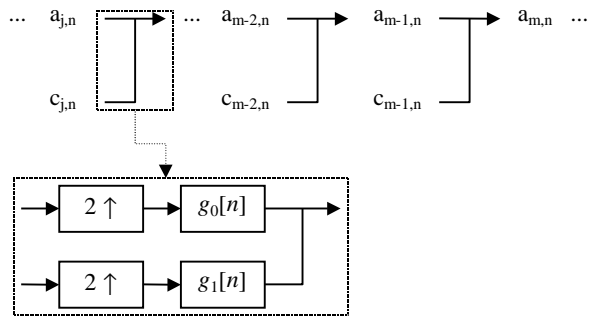 ... a_{j,n} ... a_{m-2,n} a_{m-1,n} a_{m,n} ...
c_{j,n} c_{m-2,n} c_{m-1,n}
2 ↑ g_0[n]
2 ↑ g_1[n]